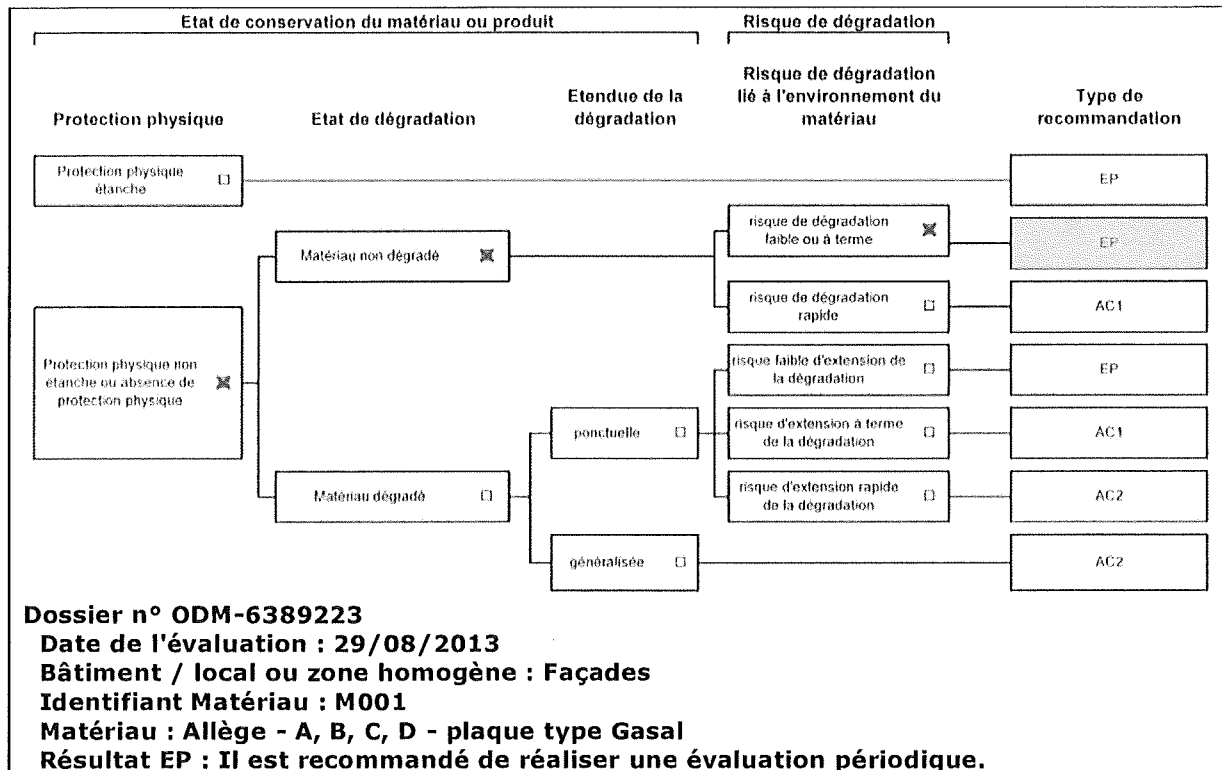 Etat de conservation du matériau ou produit
Risque de dégradation
Protection physique
Etat de dégradation
Etendue de la
dégradation
Risque de dégradation
lié à l'environnement du
matériau
Type de
recommandation
Protection physique
étanche
EP
Matériau non dégradé
risque de dégradation
faible ou à terme
EP
risque de dégradation
rapide
AC1
Protection physique non
étanche ou absence de
protection physique
risque faible d'extension de
la dégradation
EP
ponctuelle
risque d'extension à terme
de la dégradation
AC1
Matériau dégradé
risque d'extension rapide
de la dégradation
AC2
généralisée
AC2
Dossier n° ODM-6389223
Date de l'évaluation : 29/08/2013
Bâtiment / local ou zone homogène : Façades
Identifiant Matériau : M001
Matériau : Allège - A, B, C, D - plaque type Gasal
Résultat EP : Il est recommandé de réaliser une évaluation périodique.